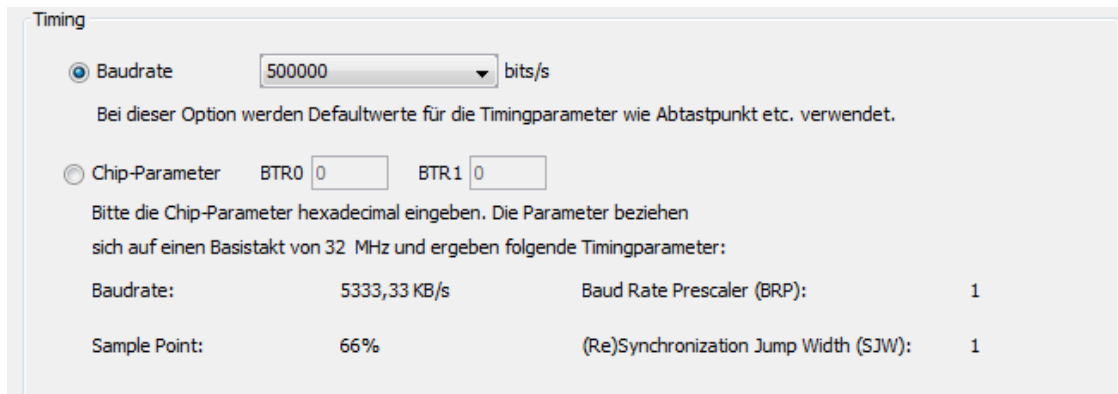 Timing
Baudrate 500000 bits/s
Bei dieser Option werden Defaultwerte für die Timingparameter wie Abtastpunkt etc. verwendet.
Chip-Parameter BTR0 0 BTR1 0
Bitte die Chip-Parameter hexadecimal eingeben. Die Parameter beziehen
sich auf einen Basistakt von 32 MHz und ergeben folgende Timingparameter:
Baudrate: 5333,33 KB/s Baud Rate Prescaler (BRP): 1
Sample Point: 66% (Re)Synchronization Jump Width (SJW): 1